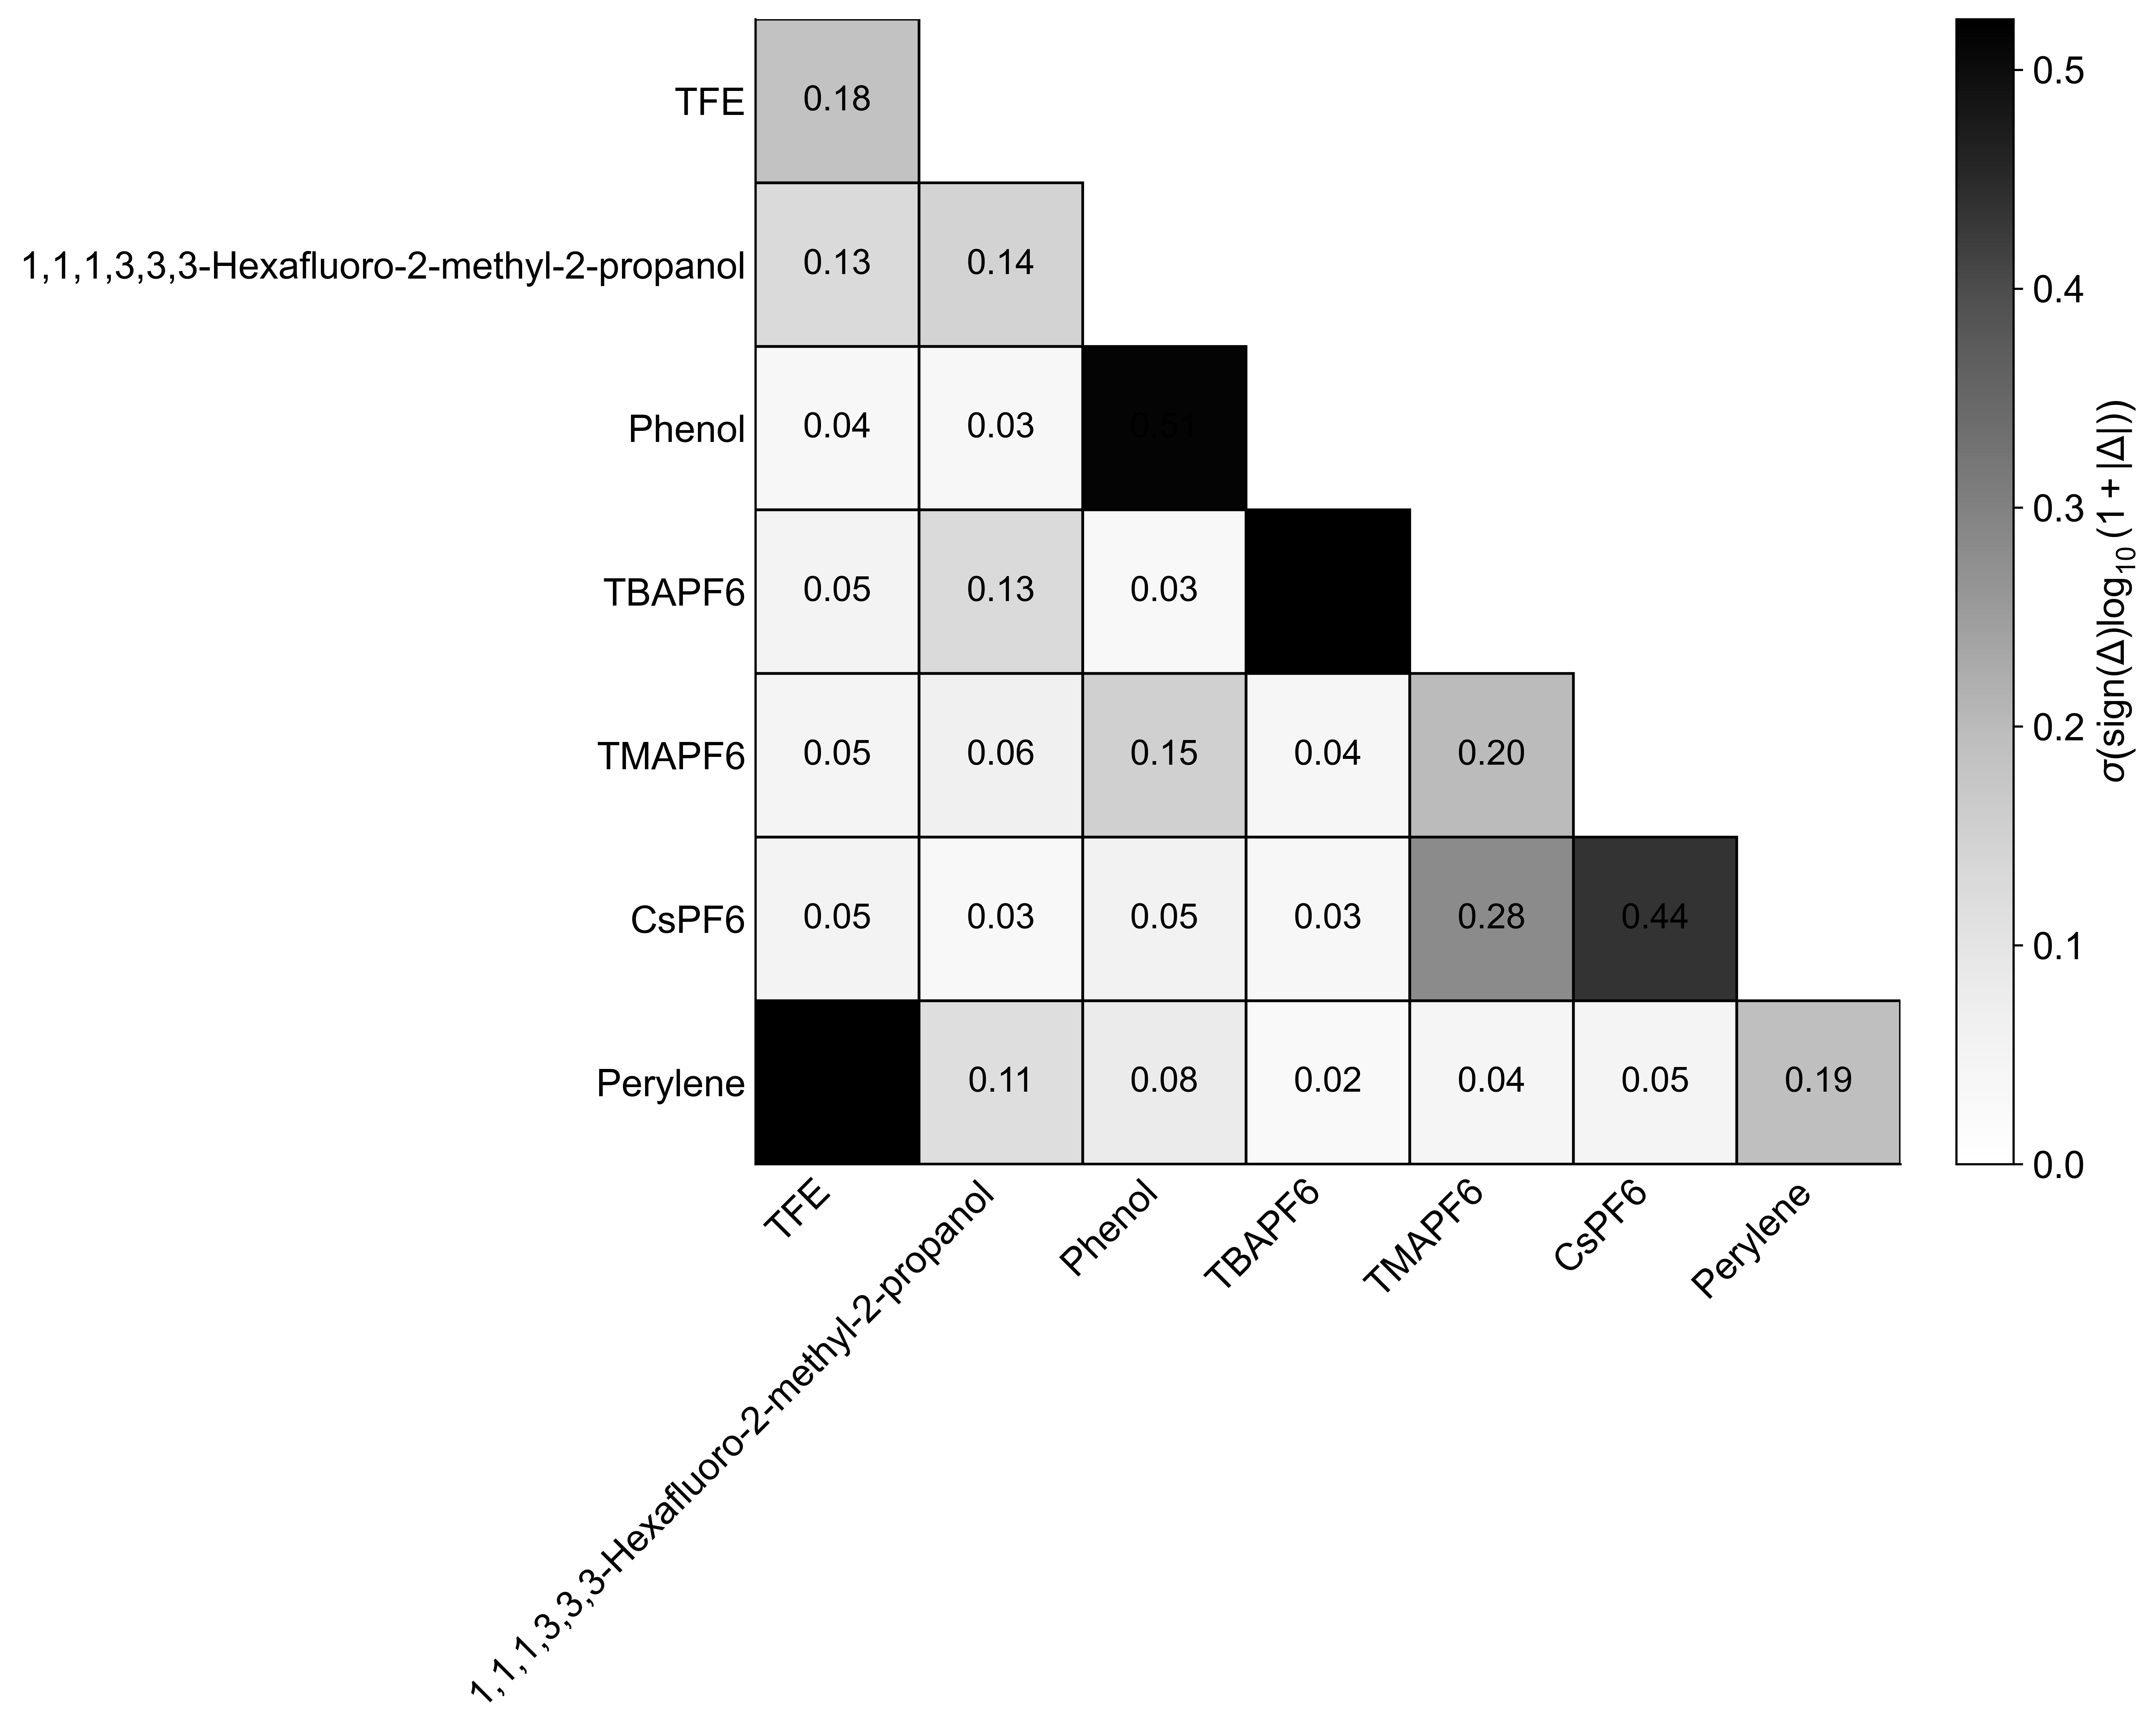 TFE
0.18
1,1,1,3,3,3-Hexafluoro-2-methyl-2-propanol
0.13 0.14
Phenol
0.04 0.03 0.51
TBAPF6
0.05 0.13 0.03
TMAPF6
0.05 0.06 0.15 0.04 0.20
CsPF6
0.05 0.03 0.05 0.03 0.28 0.44
Perylene
0.11 0.08 0.02 0.04 0.05 0.19
TFE
1,1,1,3,3,3-Hexafluoro-2-methyl-2-propanol
Phenol
TBAPF6
TMAPF6
CsPF6
Perylene
0.5
0.4
0.3
0.2
0.1
0.0
σ(sign(Δ)log₁₀(1 + |Δ|))